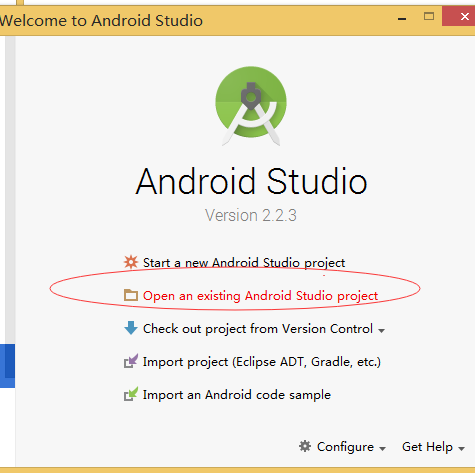 Welcome to Android Studio
Android Studio
Version 2.2.3
Start a new Android Studio project
Open an existing Android Studio project
Check out project from Version Control
Import project (Eclipse ADT, Gradle, etc.)
Import an Android code sample
Configure Get Help